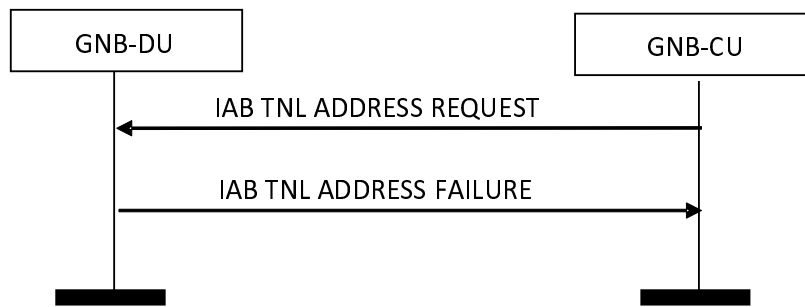 GNB-DU
GNB-CU
IAB TNL ADDRESS REQUEST
IAB TNL ADDRESS FAILURE